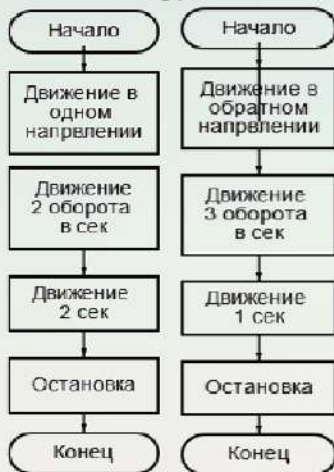 Начало
Движение в
одном
напрвлении
Движение
2 оборота
в сек
Движение
2 сек
Остановка
Конец
Начало
Движение в
обратном
напрвлении
Движение
3 оборота
в сек
Движение
1 сек
Остановка
Конец